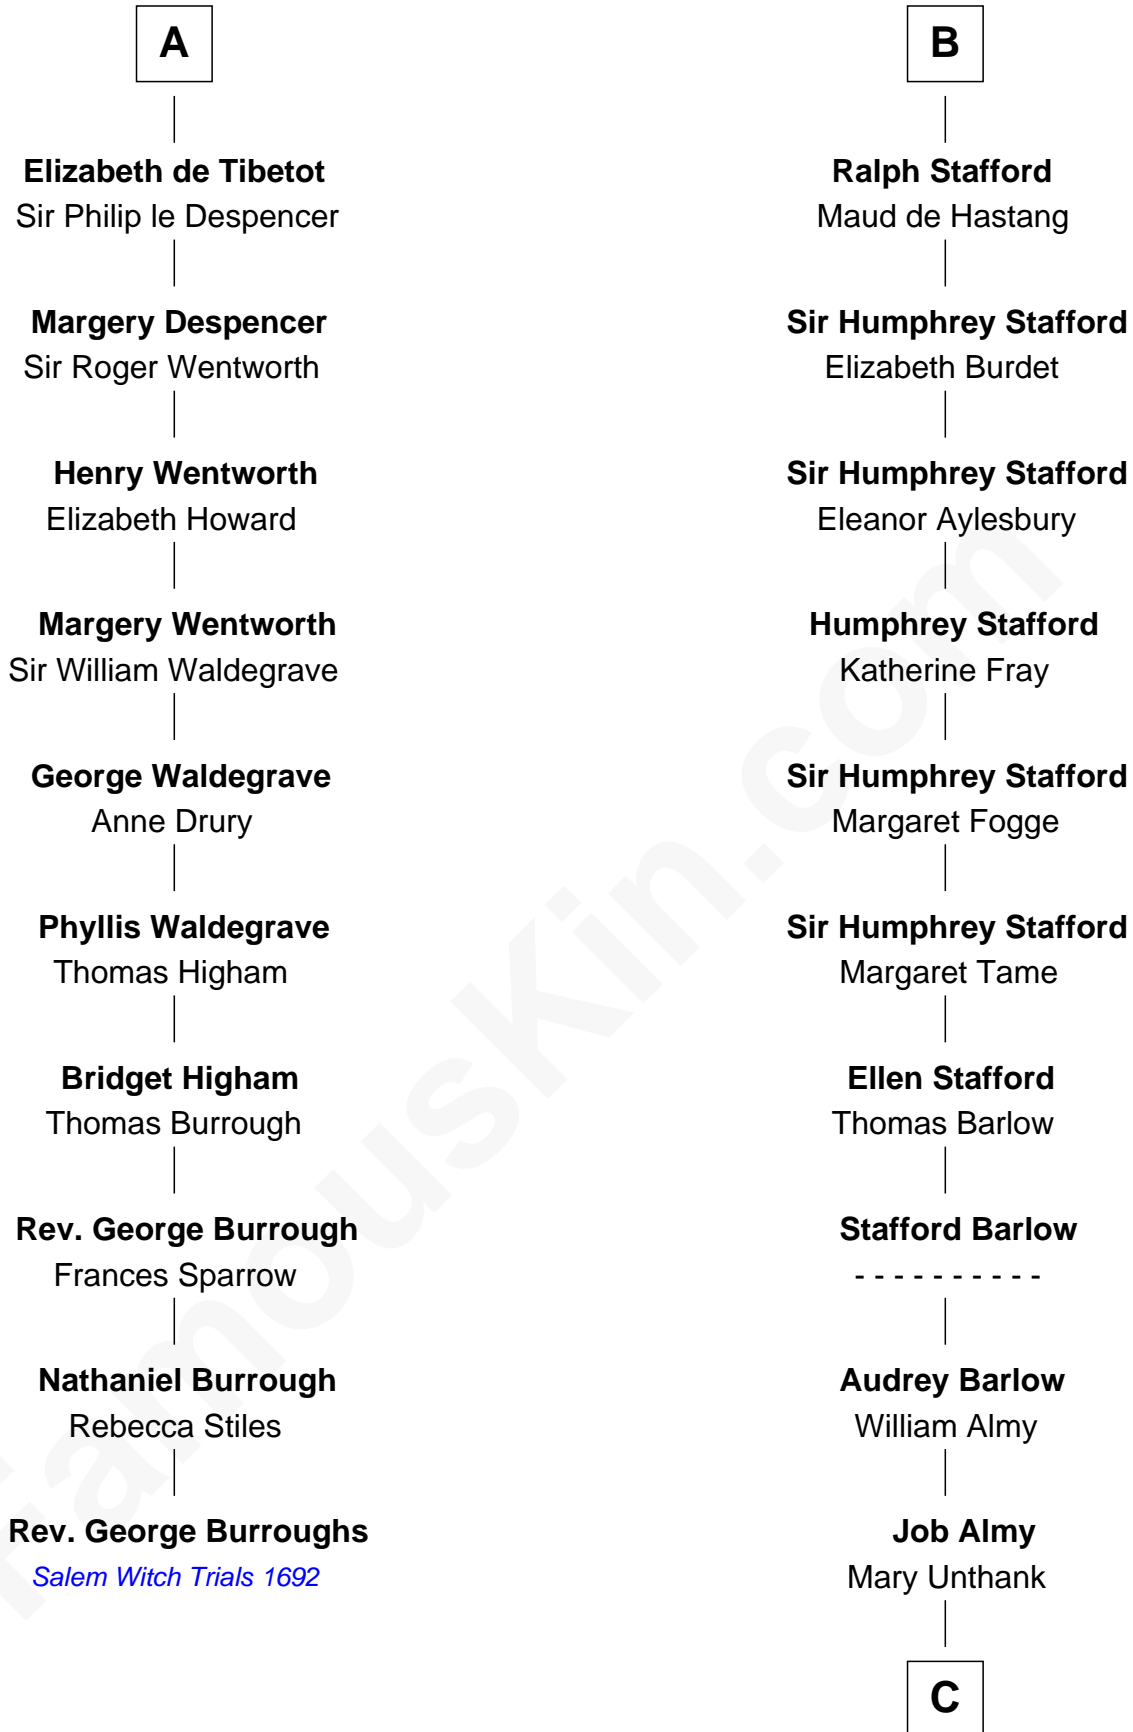 A
Elizabeth de Tibetot
Sir Philip le Despencer
Margery Despencer
Sir Roger Wentworth
Henry Wentworth
Elizabeth Howard
Margery Wentworth
Sir William Waldegrave
George Waldegrave
Anne Drury
Phyllis Waldegrave
Thomas Higham
Bridget Higham
Thomas Burrough
Rev. George Burrough
Frances Sparrow
Nathaniel Burrough
Rebecca Stiles
Rev. George Burroughs
Salem Witch Trials 1692
B
Ralph Stafford
Maud de Hastang
Sir Humphrey Stafford
Elizabeth Burdet
Sir Humphrey Stafford
Eleanor Aylesbury
Humphrey Stafford
Katherine Fray
Sir Humphrey Stafford
Margaret Fogge
Sir Humphrey Stafford
Margaret Tame
Ellen Stafford
Thomas Barlow
Stafford Barlow
- - - - - - - - - -
Audrey Barlow
William Almy
Job Almy
Mary Unthank
C
FamousKin.com